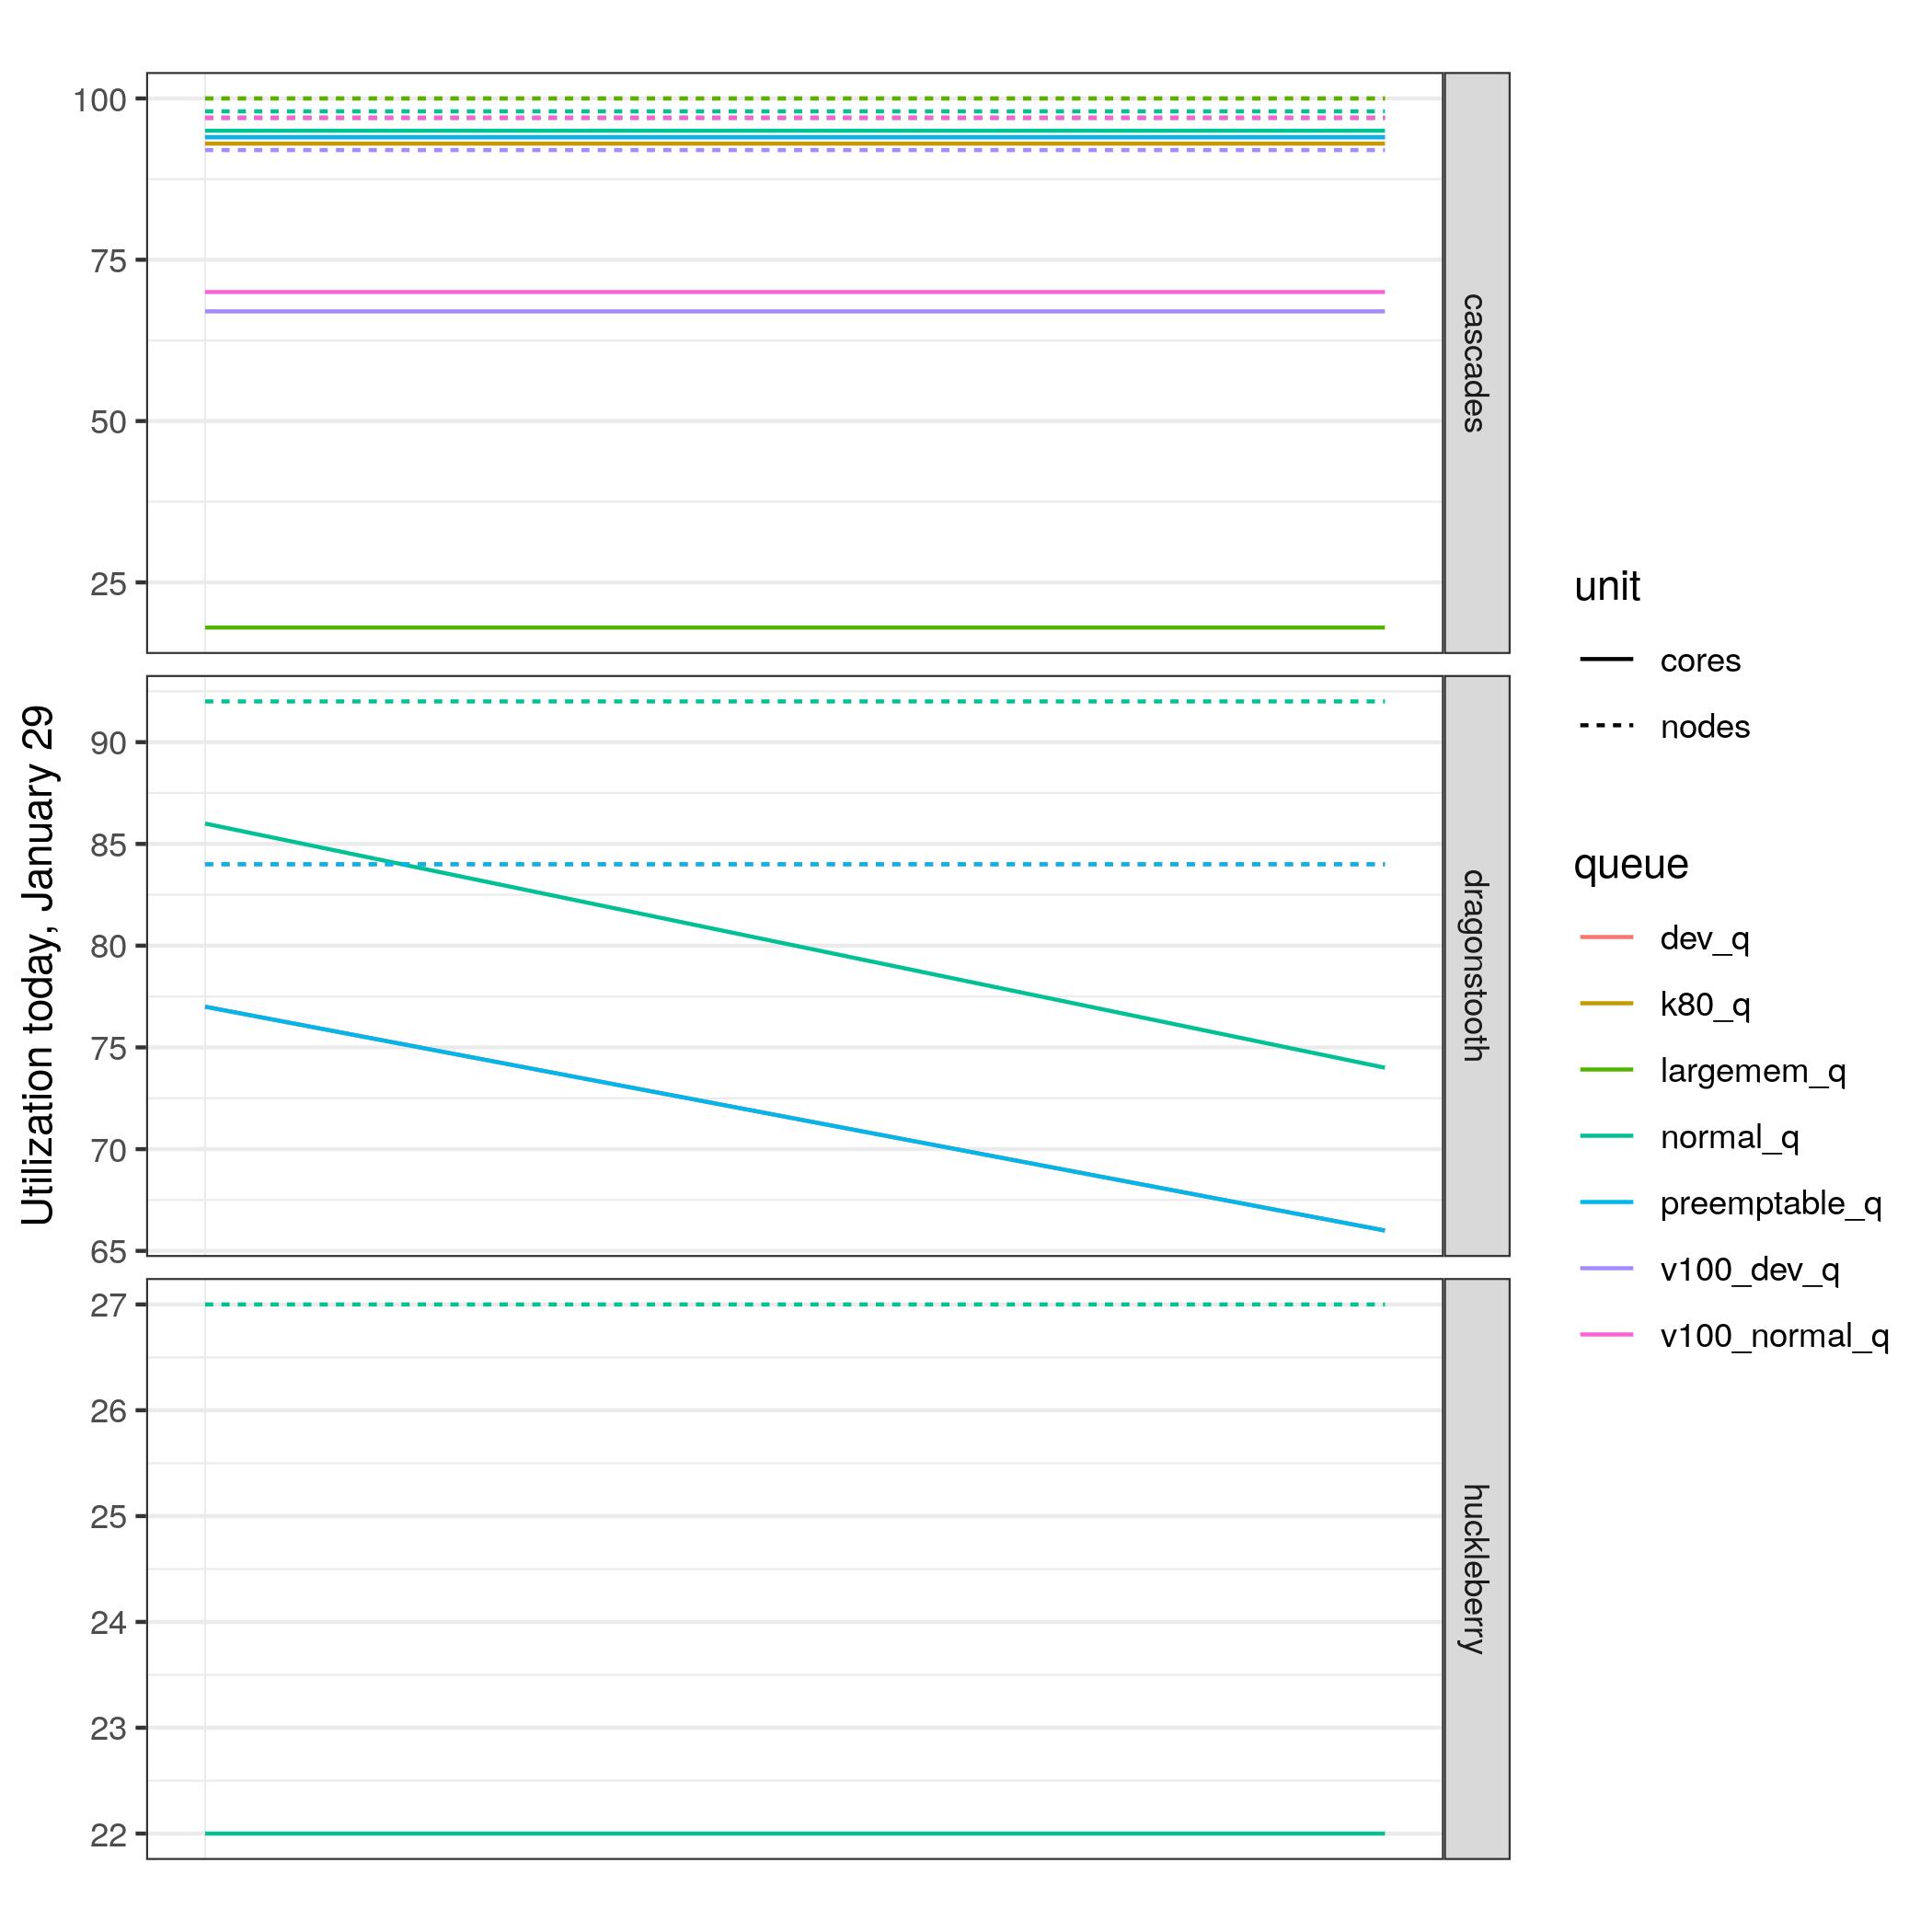 Utilization today, January 29
100
75
50
25
cascades
90
85
80
75
70
65
dragonstooth
27
26
25
24
23
22
huckleberry
unit
cores
nodes
queue
dev_q
k80_q
largemem_q
normal_q
preemptable_q
v100_dev_q
v100_normal_q